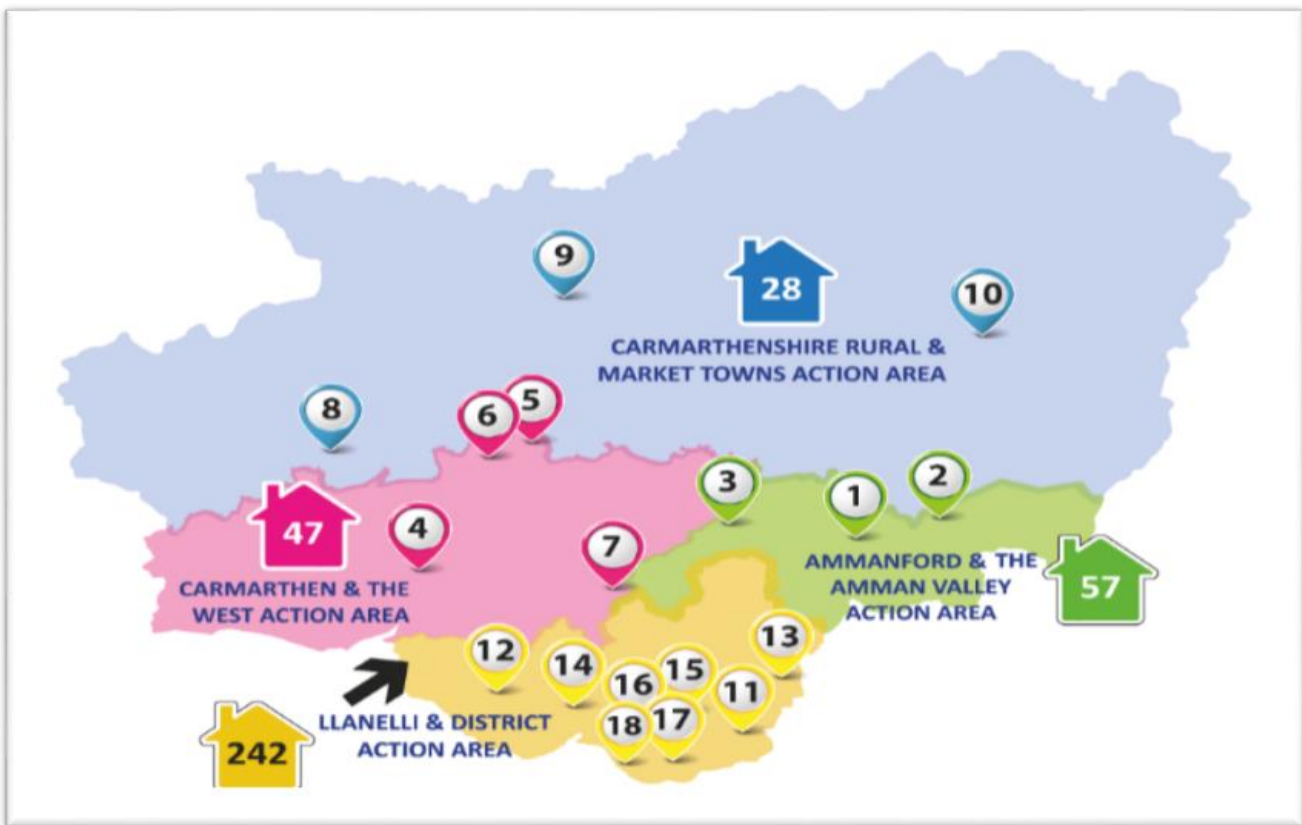 9
28
10
CARMARTHENSHIRE RURAL &
MARKET TOWNS ACTION AREA
8
6
5
3
1
2
47
4
7
CARMARTHEN & THE
WEST ACTION AREA
AMMANFORD & THE
AMMAN VALLEY
ACTION AREA
57
12
14
16
15
13
11
18
17
LLANELLI & DISTRICT
ACTION AREA
242